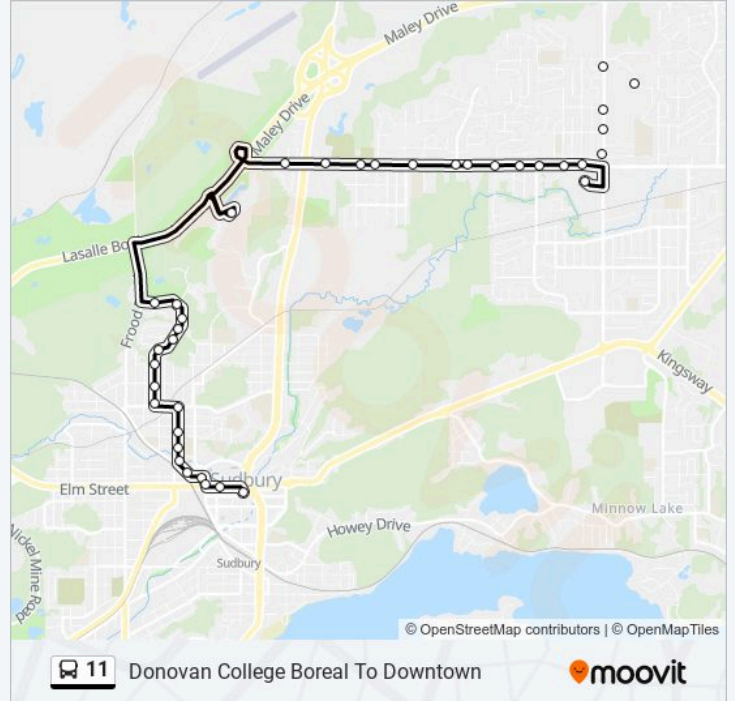 Maley Drive
Maley Drive
Lasalle Bo
Frood
Kingsway
Sudbury
Elm Street
Minnow Lake
Howey Drive
Nickel Mine Road
Sudbury
© OpenStreetMap contributors | © OpenMapTiles
11 Donovan College Boreal To Downtown
moovit